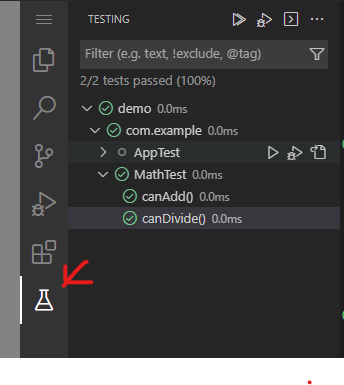 TESTING
Filter (e.g. text, !exclude, @tag)
2/2 tests passed (100%)
demo 0.0ms
com.example 0.0ms
AppTest
MathTest 0.0ms
canAdd() 0.0ms
canDivide() 0.0ms